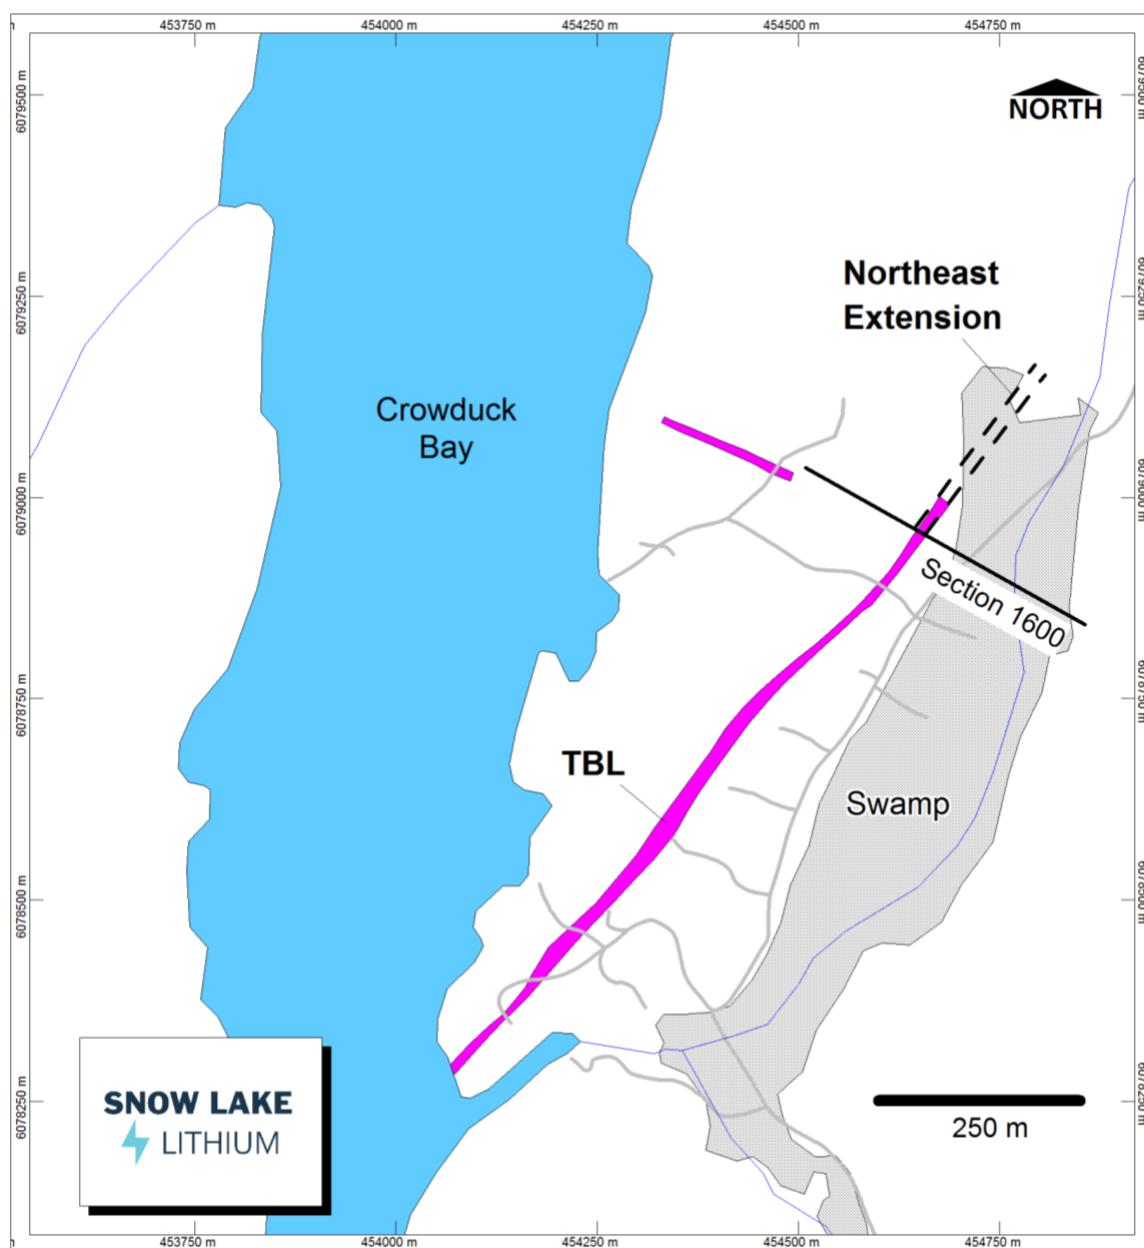 453750 m
454000 m
454250 m
454500 m
454750 m
6079500 m
NORTH
6079250 m
Northeast
Extension
Crowduck
Bay
6079000 m
Section 1600
6078750 m
TBL
Swamp
6078500 m
SNOW LAKE
LITHIUM
6078250 m
250 m
453750 m
454000 m
454250 m
454500 m
454750 m